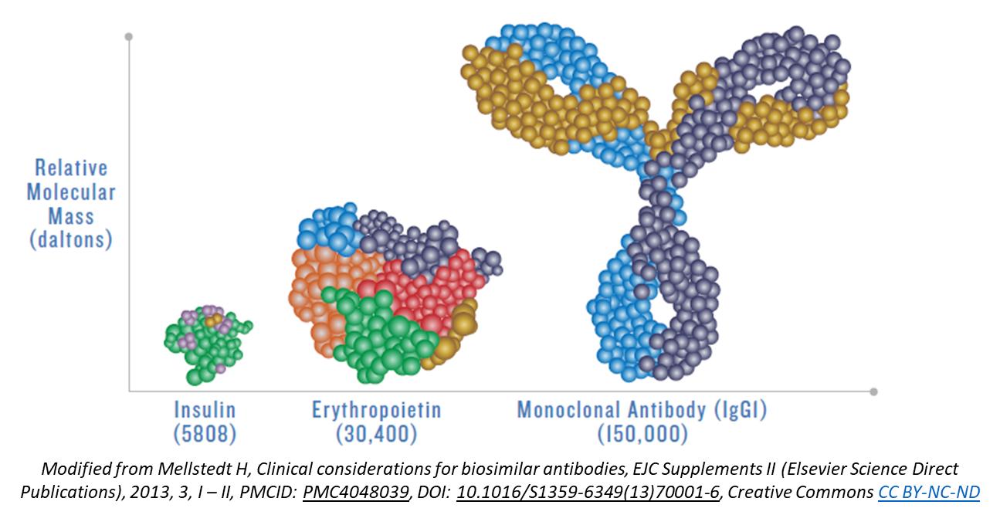 Relative
Molecular
Mass
(daltons)
Insulin
(5808)
Erythropoietin
(30,400)
Monoclonal Antibody (IgGI)
(I50,000)
Modified from Mellstedt H, Clinical considerations for biosimilar antibodies, EJC Supplements II (Elsevier Science Direct
Publications), 2013, 3, I – II, PMCID: PMC4048039, DOI: 10.1016/S1359-6349(13)70001-6, Creative Commons CC BY-NC-ND